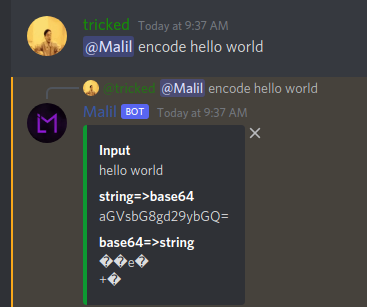 tricked Today at 9:37 AM
@Malil encode hello world
@tricked @Malil encode hello world
Malil BOT Today at 9:37 AM
Input
hello world
string=>base64
aGVsbG8gd29ybGQ=
base64=>string
��e�
+�